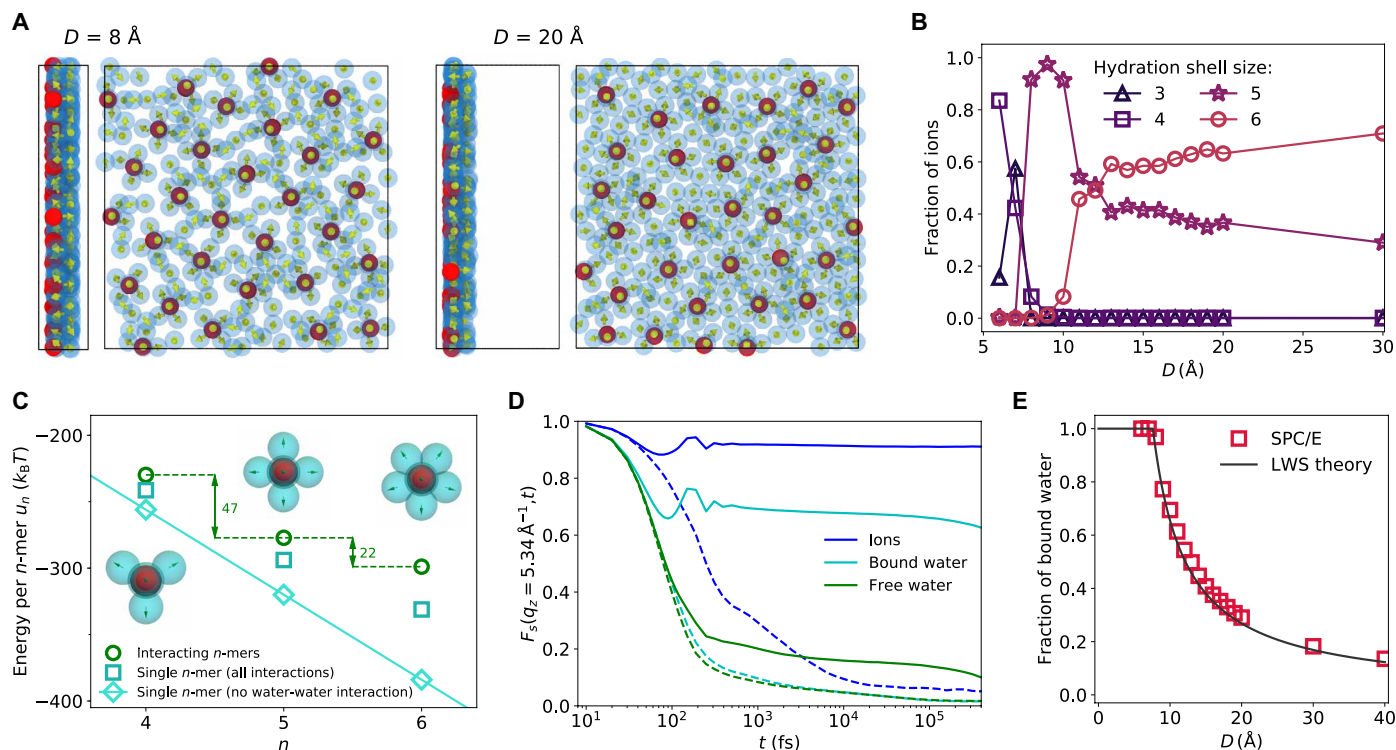 A
D = 8 Å
D = 20 Å
B
Fraction of ions
1.0
0.8
0.6
0.4
0.2
0.0
Hydration shell size:
3
4
5
6
5
10
15
20
25
30
D (Å)
C
Energy per n-mer uₙ (k_BT)
−200
−300
−400
47
22
Interacting n-mers
Single n-mer (all interactions)
Single n-mer (no water-water interaction)
4
5
6
n
D
F_s(q_z = 5.34 Å⁻¹, t)
1.0
0.8
0.6
0.4
0.2
0.0
Ions
Bound water
Free water
10¹
10²
10³
10⁴
10⁵
t (fs)
E
Fraction of bound water
1.0
0.8
0.6
0.4
0.2
0.0
SPC/E
LWS theory
0
10
20
30
40
D (Å)